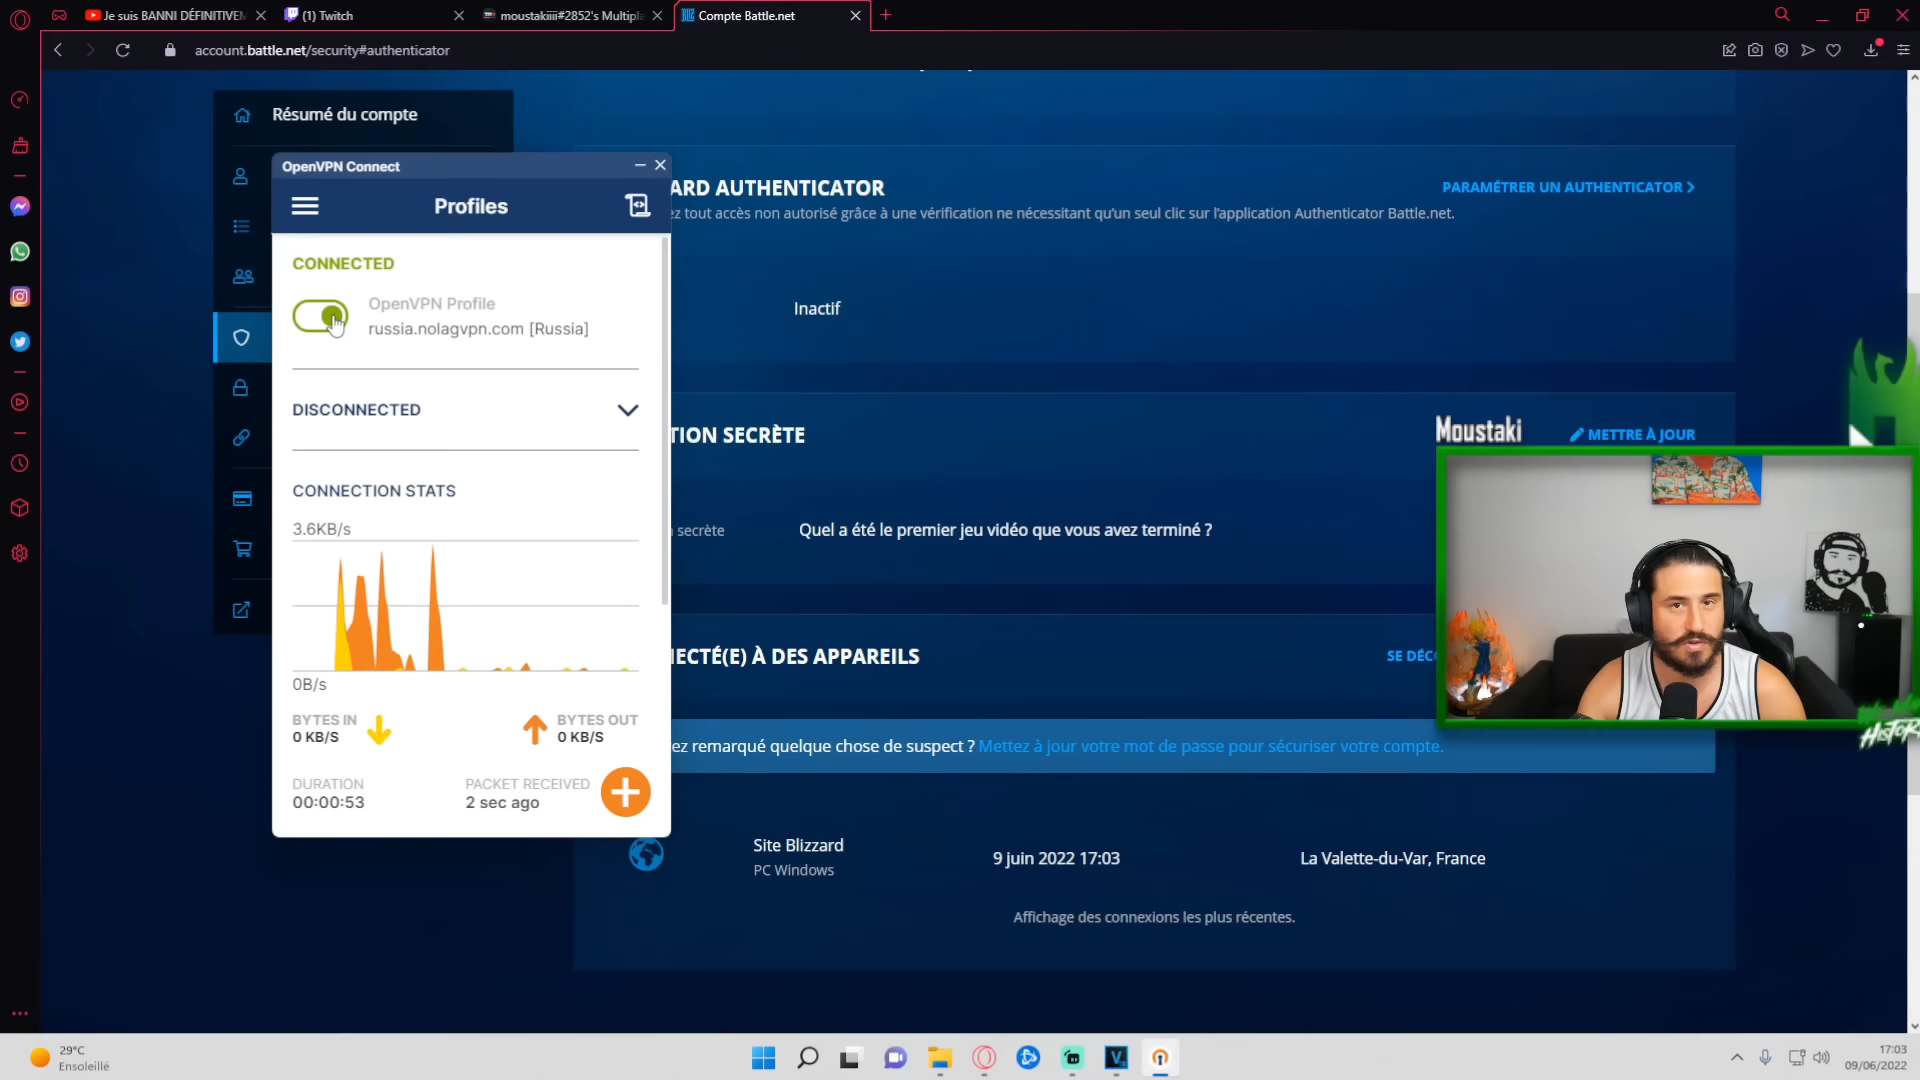 Je suis BANNI DÉFINITIVEM
(1) Twitch
moustakiiii#2852's Multipla
Compte Battle.net
account.battle.net/security#authenticator
Résumé du compte
OpenVPN Connect
Profiles
CONNECTED
OpenVPN Profile
russia.nolagvpn.com [Russia]
DISCONNECTED
CONNECTION STATS
3.6KB/s
0B/s
BYTES IN
0 KB/S
BYTES OUT
0 KB/S
DURATION
00:00:53
PACKET RECEIVED
2 sec ago
ARD AUTHENTICATOR
PARAMÉTRER UN AUTHENTICATOR
ez tout accès non autorisé grâce à une vérification ne nécessitant qu'un seul clic sur l'application Authenticator Battle.net.
Inactif
TION SECRÈTE
Moustaki
METTRE À JOUR
secrète
Quel a été le premier jeu vidéo que vous avez terminé ?
ECTÉ(E) À DES APPAREILS
SE DÉC
ez remarqué quelque chose de suspect ? Mettez à jour votre mot de passe pour sécuriser votre compte.
Site Blizzard
PC Windows
9 juin 2022 17:03
La Valette-du-Var, France
Affichage des connexions les plus récentes.
29°C
Ensoleillé
17:03
09/06/2022